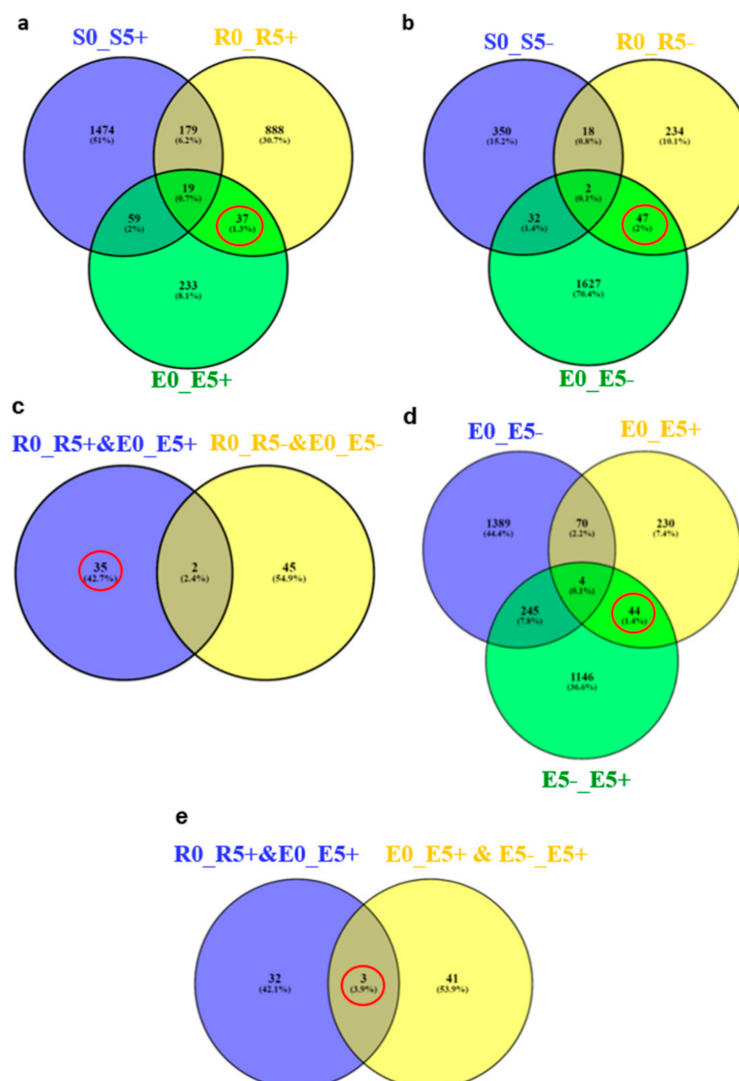 a
S0_S5+ R0_R5+
1474 179 888
(51%) (6.2%) (30.7%)
19
(0.7%)
59 37
(2%) (1.3%)
233
(8.1%)
E0_E5+
b
S0_S5- R0_R5-
350 18 234
(15.2%) (0.8%) (10.1%)
2
(0.1%)
32 47
(1.4%) (2%)
1627
(70.4%)
E0_E5-
c
R0_R5+&E0_E5+ R0_R5-&E0_E5-
35 2 45
(42.7%) (2.4%) (54.9%)
d
E0_E5- E0_E5+
1389 70 230
(44.4%) (2.2%) (7.4%)
4
(0.1%)
245 44
(7.8%) (1.4%)
1146
(36.6%)
E5-_E5+
e
R0_R5+&E0_E5+ E0_E5+ & E5-_E5+
32 3 41
(42.1%) (3.9%) (53.9%)